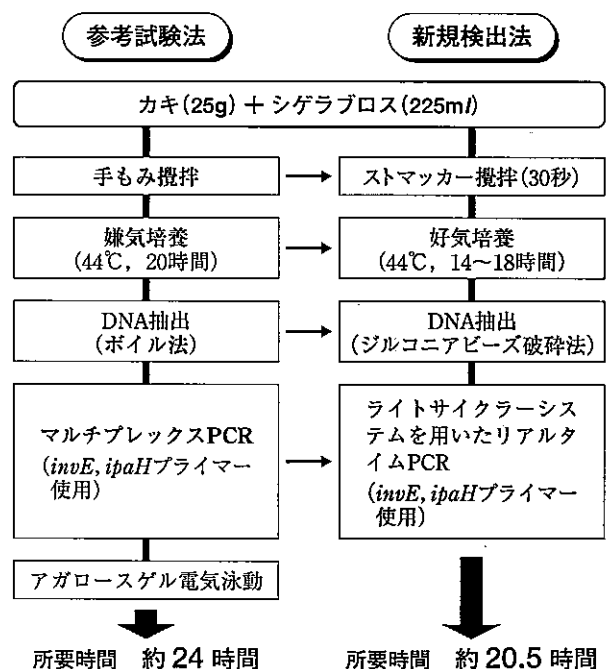 参考試験法
新規検出法
カキ(25g)＋シゲラブロス(225ml)
手もみ攪拌
ストマッカー攪拌(30秒)
嫌気培養
(44℃，20時間)
好気培養
(44℃，14〜18時間)
DNA抽出
(ボイル法)
DNA抽出
(ジルコニアビーズ破砕法)
マルチプレックスPCR
(invE, ipaHプライマー
使用)
ライトサイクラーシス
テムを用いたリアルタ
イムPCR
(invE, ipaHプライマー
使用)
アガロースゲル電気泳動
所要時間　約24時間
所要時間　約20.5時間